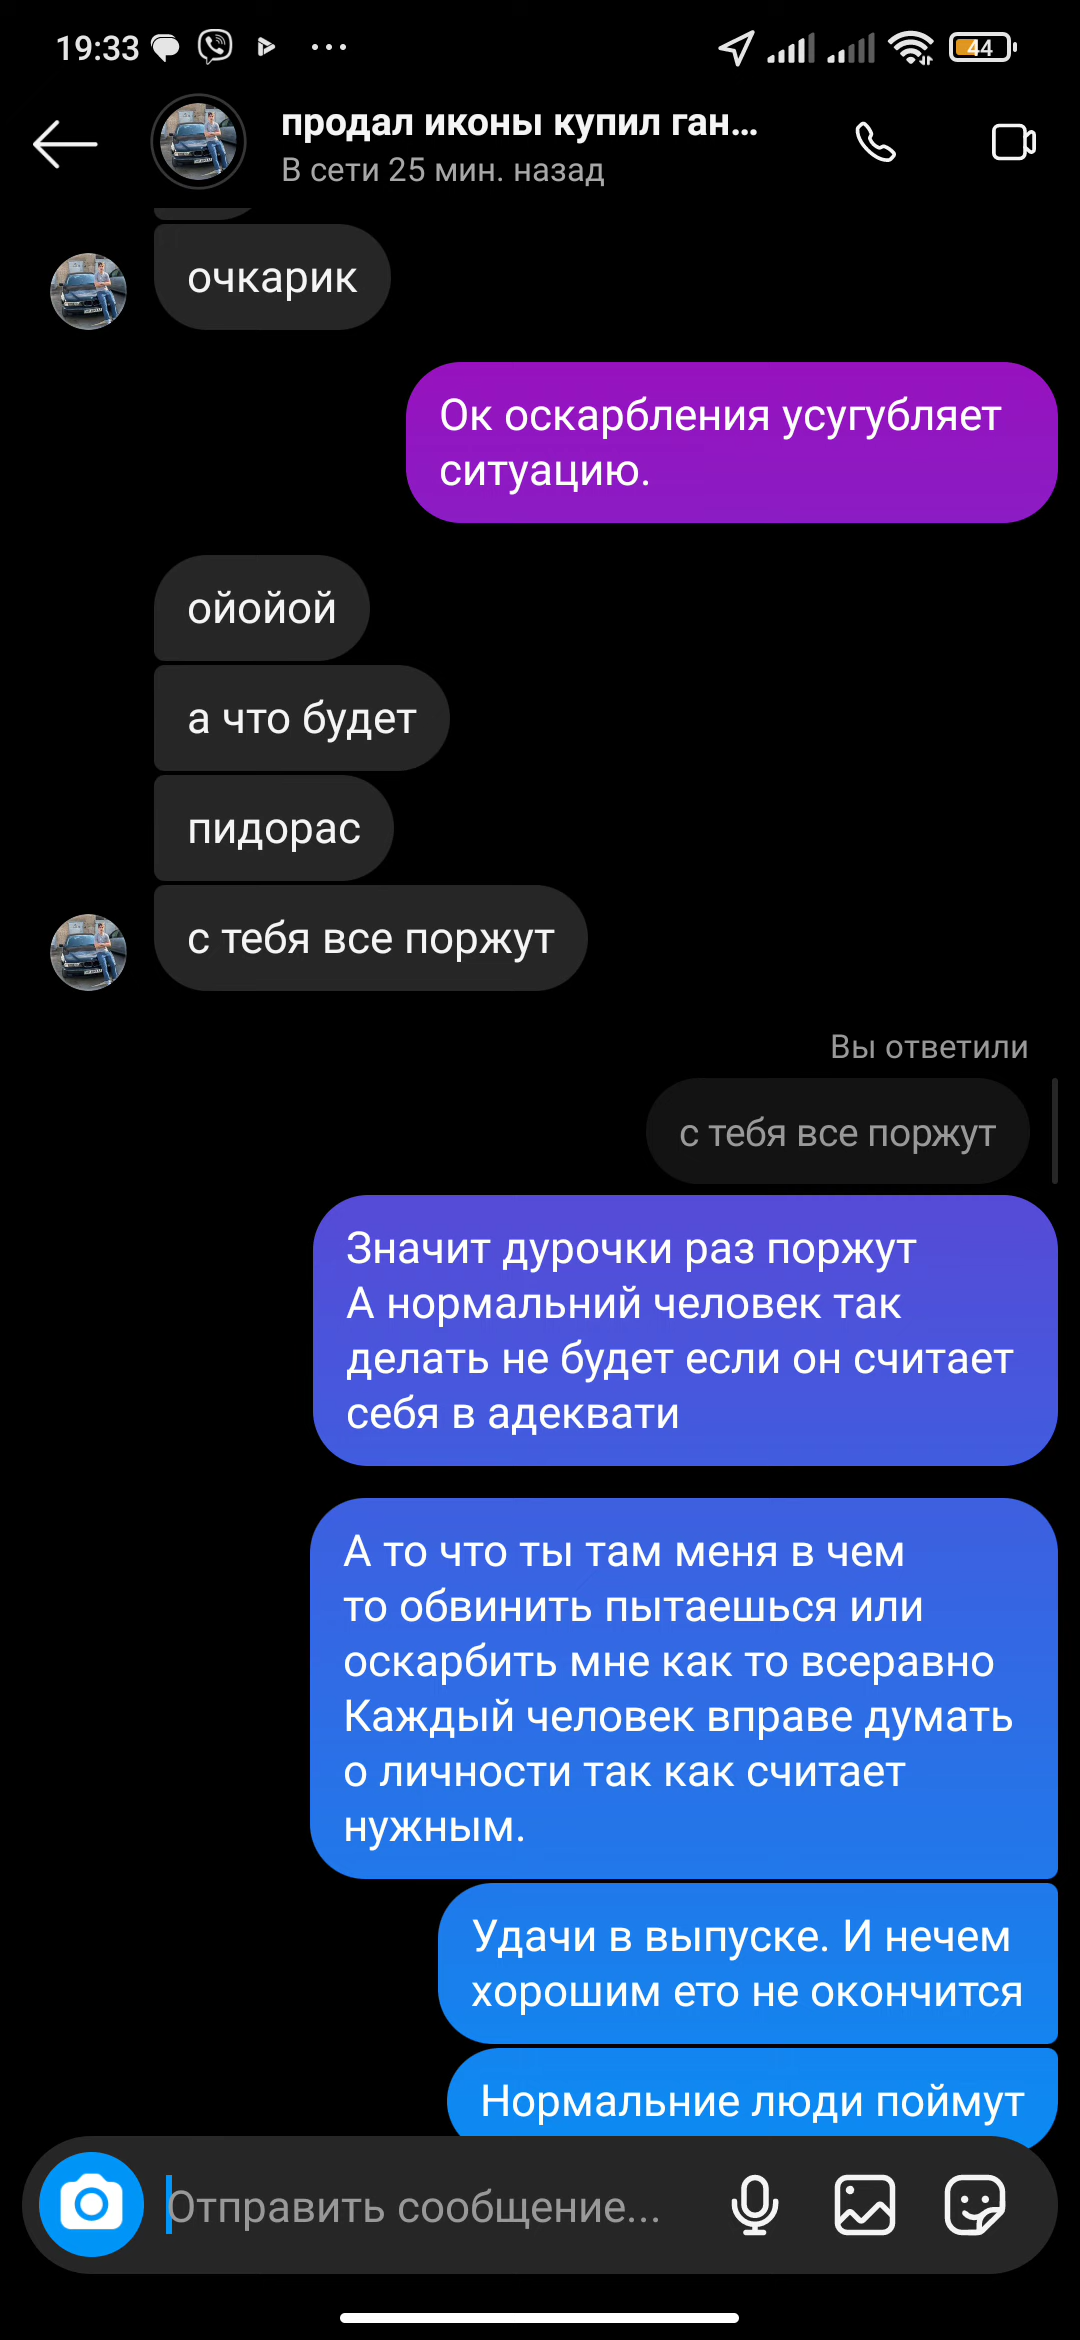 19:33
44
продал иконы купил ган...
В сети 25 мин. назад
очкарик
Ок оскарбления усугубляет
ситуацию.
ойойой
а что будет
пидорас
с тебя все поржут
Вы ответили
с тебя все поржут
Значит дурочки раз поржут
А нормальний человек так
делать не будет если он считает
себя в адеквати
А то что ты там меня в чем
то обвинить пытаешься или
оскарбить мне как то всеравно
Каждый человек вправе думать
о личности так как считает
нужным.
Удачи в выпуске. И нечем
хорошим ето не окончится
Нормальние люди поймут
Отправить сообщение...